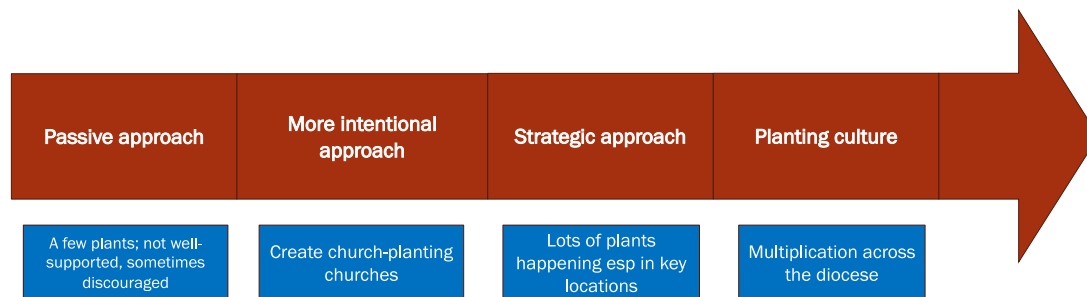 Passive approach
More intentional
approach
Strategic approach
Planting culture
A few plants; not well-
supported, sometimes
discouraged
Create church-planting
churches
Lots of plants
happening esp in key
locations
Multiplication across
the diocese